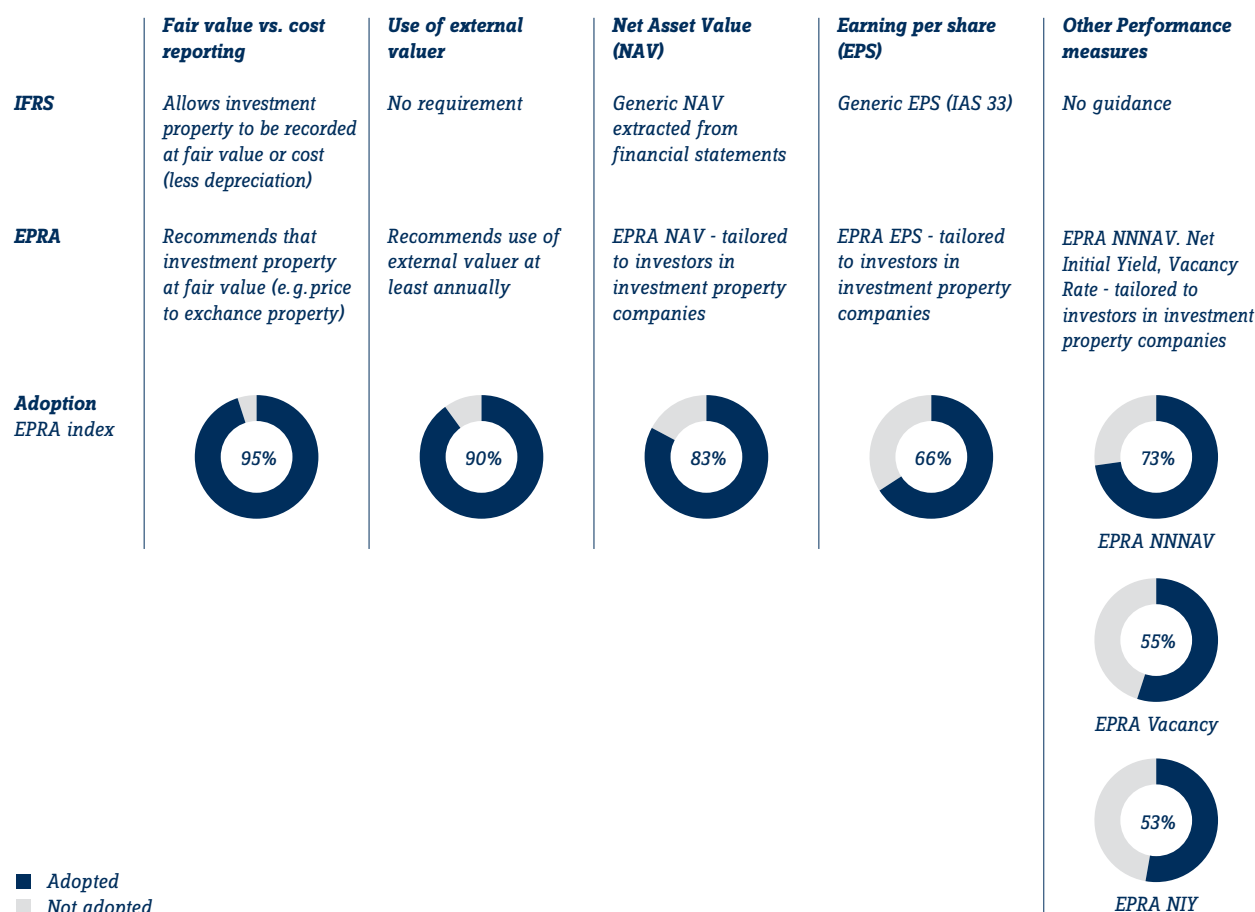 Fair value vs. cost
reporting
Use of external
valuer
Net Asset Value
(NAV)
Earning per share
(EPS)
Other Performance
measures
IFRS
Allows investment
property to be recorded
at fair value or cost
(less depreciation)
No requirement
Generic NAV
extracted from
financial statements
Generic EPS (IAS 33)
No guidance
EPRA
Recommends that
investment property
at fair value (e.g.price
to exchance property)
Recommends use of
external valuer at
least annually
EPRA NAV - tailored
to investors in
investment property
companies
EPRA EPS - tailored
to investors in
investment property
companies
EPRA NNNAV. Net
Initial Yield, Vacancy
Rate - tailored to
investors in investment
property companies
Adoption
EPRA index
95%
90%
83%
66%
73%
EPRA NNNAV
55%
EPRA Vacancy
53%
EPRA NIY
Adopted
Not adopted